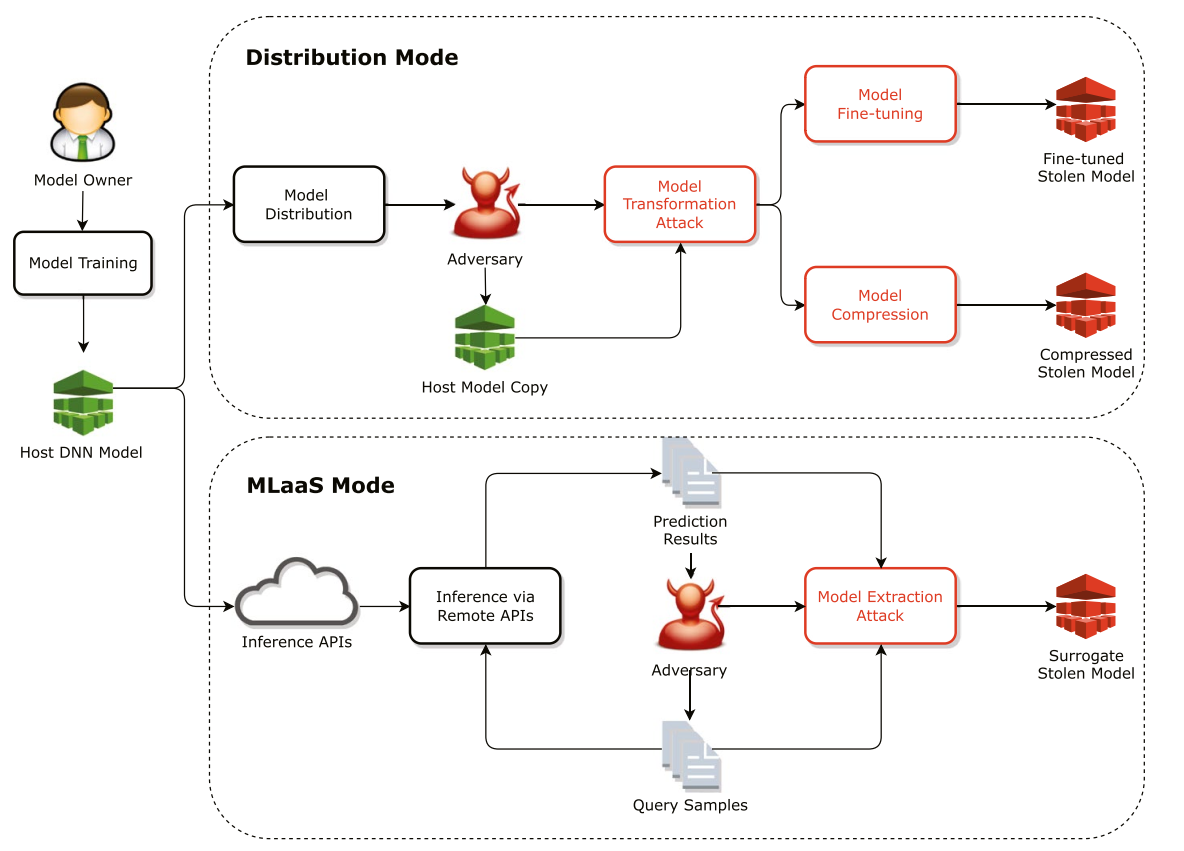 Distribution Mode
Model Owner
Model Training
Host DNN Model
Model
Distribution
Adversary
Host Model Copy
Model
Transformation
Attack
Model
Fine-tuning
Fine-tuned
Stolen Model
Model
Compression
Compressed
Stolen Model
MLaaS Mode
Inference APIs
Inference via
Remote APIs
Prediction
Results
Adversary
Query Samples
Model Extraction
Attack
Surrogate
Stolen Model